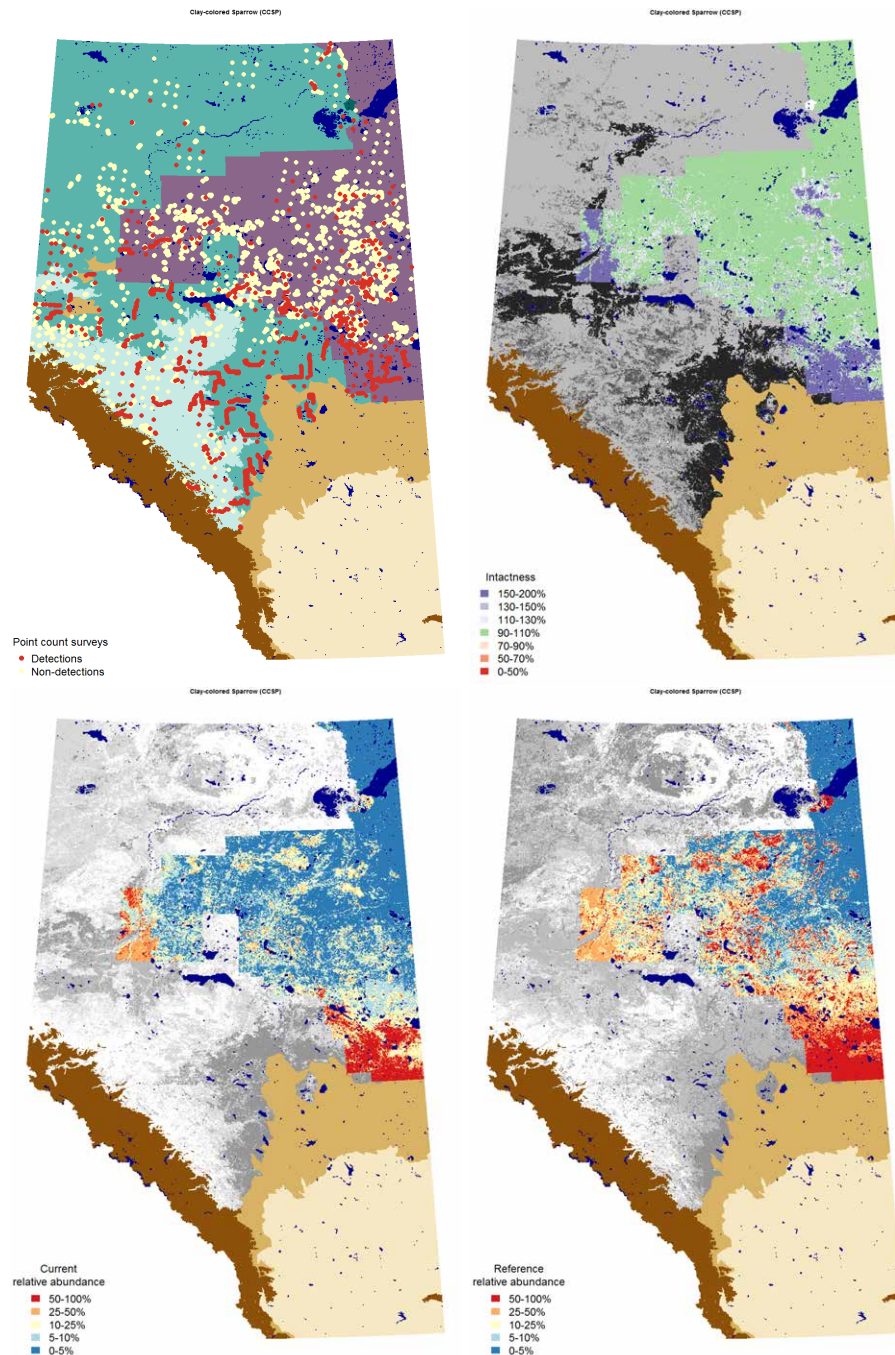 Clay-colored Sparrow (CCSP)
Point count surveys
Detections
Non-detections
Clay-colored Sparrow (CCSP)
Intactness
150-200%
130-150%
110-130%
90-110%
70-90%
50-70%
0-50%
Clay-colored Sparrow (CCSP)
Current
relative abundance
50-100%
25-50%
10-25%
5-10%
0-5%
Clay-colored Sparrow (CCSP)
Reference
relative abundance
50-100%
25-50%
10-25%
5-10%
0-5%